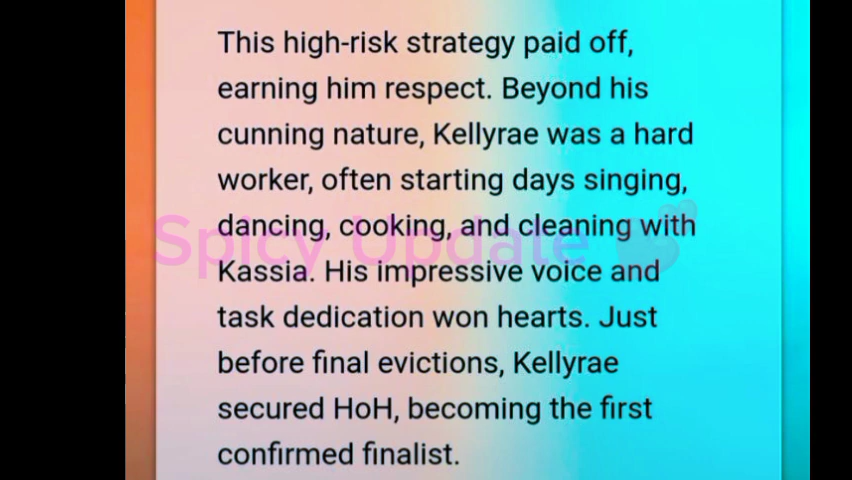 This high-risk strategy paid off,
earning him respect. Beyond his
cunning nature, Kellyrae was a hard
worker, often starting days singing,
dancing, cooking, and cleaning with
Spicy Update
Kassia. His impressive voice and
task dedication won hearts. Just
before final evictions, Kellyrae
secured HoH, becoming the first
confirmed finalist.